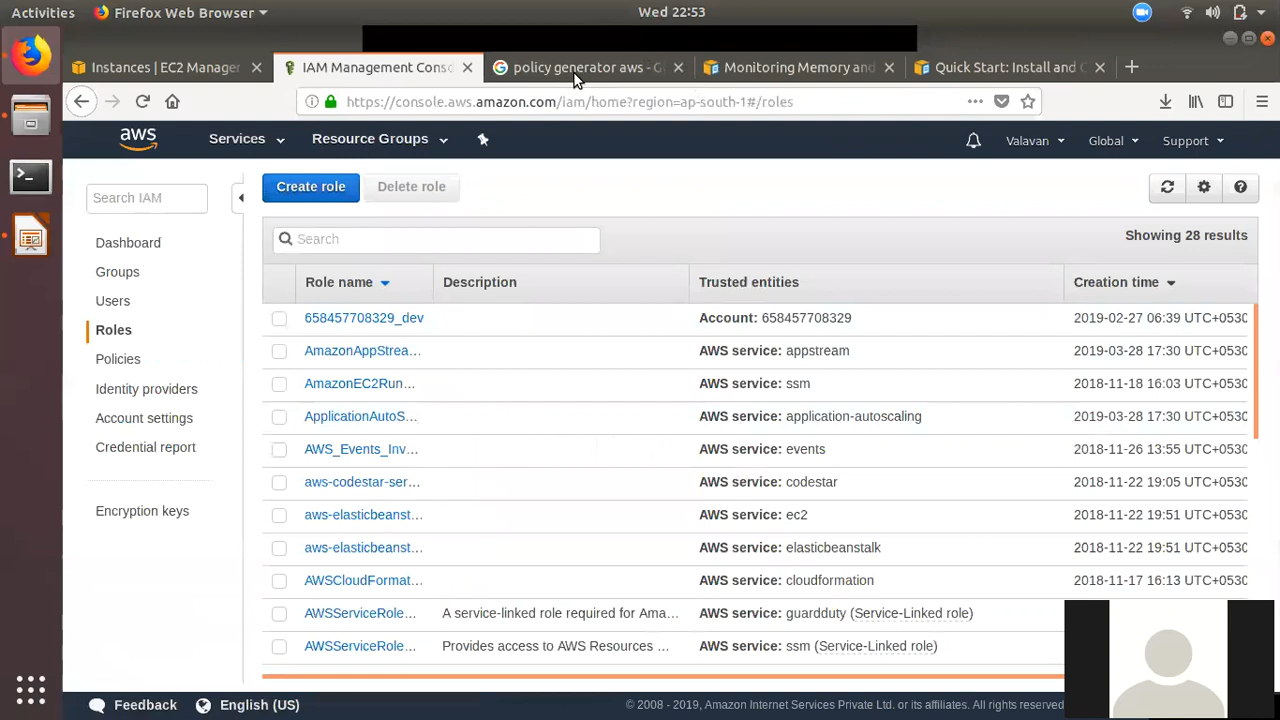 Activities Firefox Web Browser Wed 22:53
Instances | EC2 Manager IAM Management Conso policy generator aws - G Monitoring Memory and Quick Start: Install and C
https://console.aws.amazon.com/iam/home?region=ap-south-1#/roles
aws Services Resource Groups Valavan Global Support
Search IAM
Dashboard
Groups
Users
Roles
Policies
Identity providers
Account settings
Credential report
Encryption keys
Create role Delete role
Search Showing 28 results
Role name Description Trusted entities Creation time
658457708329_dev Account: 658457708329 2019-02-27 06:39 UTC+0530
AmazonAppStrea... AWS service: appstream 2019-03-28 17:30 UTC+0530
AmazonEC2Run... AWS service: ssm 2018-11-18 16:03 UTC+0530
ApplicationAutoS... AWS service: application-autoscaling 2019-03-28 17:30 UTC+0530
AWS_Events_Inv... AWS service: events 2018-11-26 13:55 UTC+0530
aws-codestar-ser... AWS service: codestar 2018-11-22 19:05 UTC+0530
aws-elasticbeanst... AWS service: ec2 2018-11-22 19:51 UTC+0530
aws-elasticbeanst... AWS service: elasticbeanstalk 2018-11-22 19:51 UTC+0530
AWSCloudFormat... AWS service: cloudformation 2018-11-17 16:13 UTC+0530
AWSServiceRole... A service-linked role required for Ama... AWS service: guardduty (Service-Linked role)
AWSServiceRole... Provides access to AWS Resources ... AWS service: ssm (Service-Linked role)
Feedback English (US) © 2008 - 2019, Amazon Internet Services Private Ltd. or its affiliates. All rights reserved